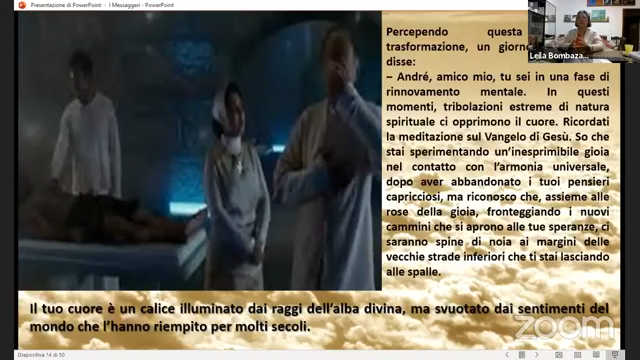 Presentazione di PowerPoint - I Messaggeri - PowerPoint
Percependo questa
trasformazione, un giorno
disse:
– André, amico mio, tu sei in una fase di
rinnovamento mentale. In questi
momenti, tribolazioni estreme di natura
spirituale ci opprimono il cuore. Ricordati
la meditazione sul Vangelo di Gesù. So che
stai sperimentando un'inesprimibile gioia
nel contatto con l'armonia universale,
dopo aver abbandonato i tuoi pensieri
capricciosi, ma riconosco che, assieme alle
rose della gioia, fronteggiando i nuovi
cammini che si aprono alle tue speranze, ci
saranno spine di noia ai margini delle
vecchie strade inferiori che ti stai lasciando
alle spalle.
Leila Bombaza...
Il tuo cuore è un calice illuminato dai raggi dell'alba divina, ma svuotato dai sentimenti del
mondo che l'hanno riempito per molti secoli.
zoom
Diapositiva 14 di 50